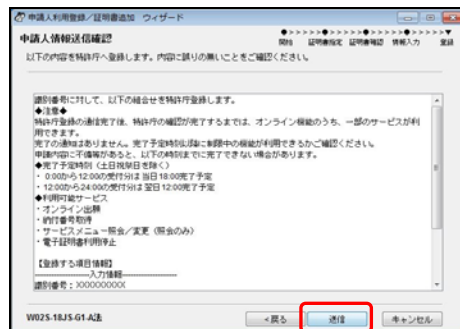 申請人利用登録／証明書追加　ウィザード
申請人情報送信確認
開始　証明書指定　証明書確認　情報入力　登録
以下の内容を特許庁へ登録します。内容に誤りの無いことをご確認ください。
識別番号に対して、以下の組合せを特許庁登録します。
◆注意◆
特許庁登録の通信完了後、特許庁の確認が完了するまでは、オンライン機能のうち、一部のサービスが利
用できます。
完了の通知はありません。完了予定時刻以降に制限中の機能が利用できるかご確認ください。
申請内容に不備等があると、以下の時刻までに完了できない場合があります。
◆完了予定時刻（土日祝祭日を除く）
・ 0:00から12:00の受付分は当日18:00完了予定
・ 12:00から24:00の受付分は翌日12:00完了予定
◆利用可能サービス
・オンライン出願
・納付番号取得
・サービスメニュー照会／変更（照会のみ）
・電子証明書利用停止
【登録する項目情報】
――――――入力情報――――――
識別番号：XXXXXXXXX
W02S-18JS-G1-A法
<戻る　送信　キャンセル